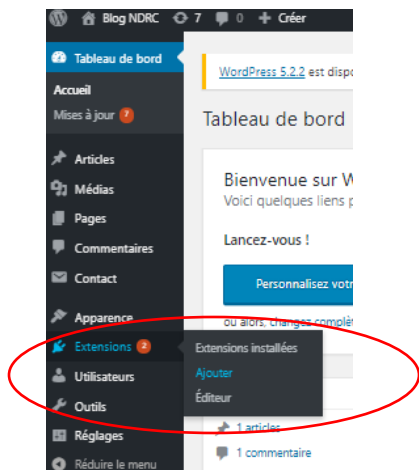 Blog NDRC 7 0 + Créer
Tableau de bord
Accueil
Mises à jour 7
Articles
Médias
Pages
Commentaires
Contact
Apparence
Extensions 2
Utilisateurs
Outils
Réglages
Réduire le menu
Extensions installées
Ajouter
Éditeur
WordPress 5.2.2 est dispo
Tableau de bord
Bienvenue sur W
Voici quelques liens p
Lancez-vous !
Personnalisez votr
ou alors, changez complèt
1 articles
1 commentaire